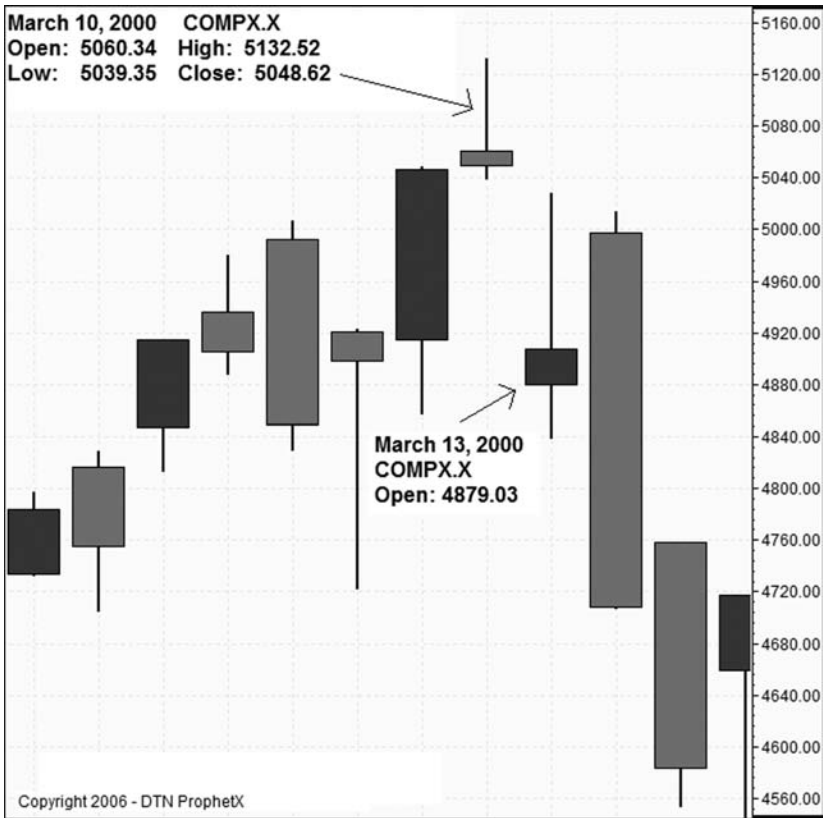 March 10, 2000 COMPX.X
Open: 5060.34 High: 5132.52
Low: 5039.35 Close: 5048.62
March 13, 2000
COMPX.X
Open: 4879.03
5160.00
5120.00
5080.00
5040.00
5000.00
4960.00
4920.00
4880.00
4840.00
4800.00
4760.00
4720.00
4680.00
4640.00
4600.00
4560.00
Copyright 2006 - DTN ProphetX